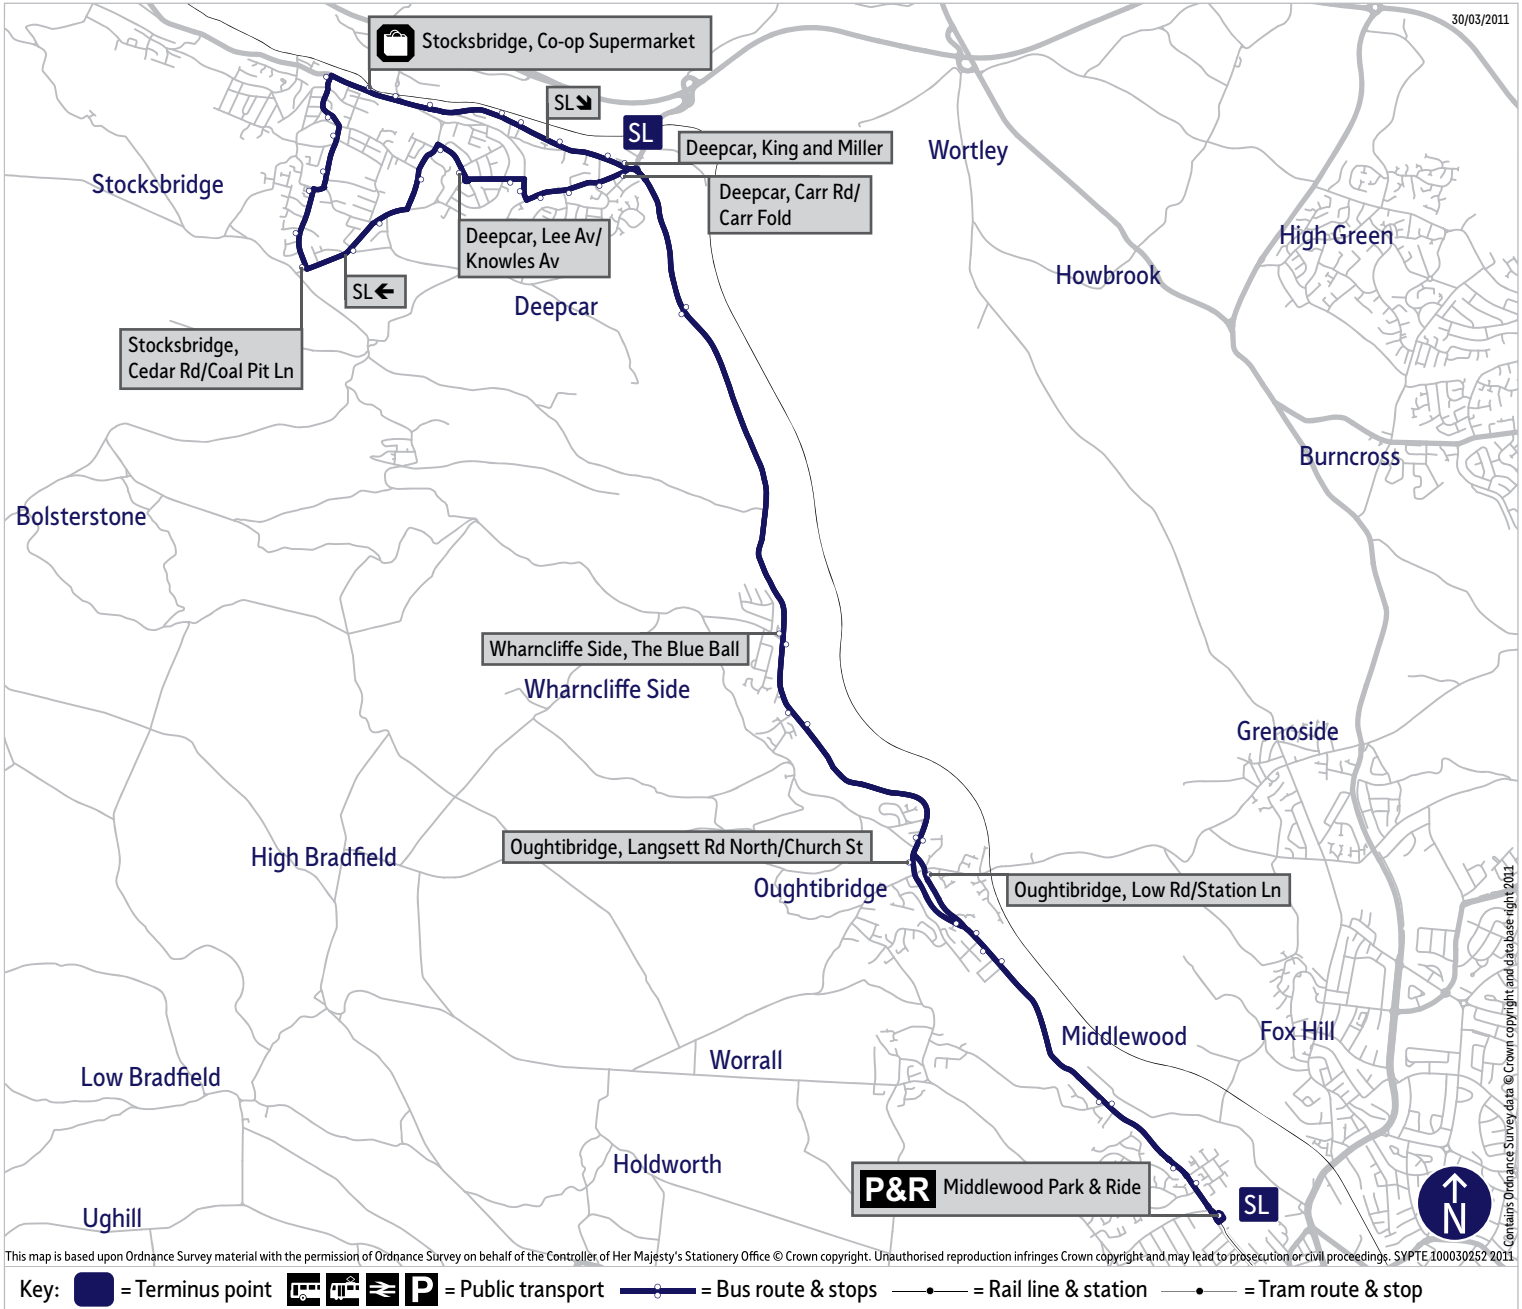 30/03/2011
Stocksbridge, Co-op Supermarket
SL
SL
Deepcar, King and Miller
Wortley
Stocksbridge
Deepcar, Carr Rd/
Carr Fold
High Green
Deepcar, Lee Av/
Knowles Av
Howbrook
SL
Deepcar
Stocksbridge,
Cedar Rd/Coal Pit Ln
Burncross
Bolsterstone
Wharncliffe Side, The Blue Ball
Wharncliffe Side
Grenoside
Oughtibridge, Langsett Rd North/Church St
High Bradfield
Oughtibridge
Oughtibridge, Low Rd/Station Ln
Middlewood
Fox Hill
Worrall
Low Bradfield
Holdworth
P&R Middlewood Park & Ride
SL
Ughill
N
Contains Ordnance Survey data © Crown copyright and database right 2011
This map is based upon Ordnance Survey material with the permission of Ordnance Survey on behalf of the Controller of Her Majesty's Stationery Office © Crown copyright. Unauthorised reproduction infringes Crown copyright and may lead to prosecution or civil proceedings. SYPTE 100030252 2011
Key: = Terminus point P = Public transport = Bus route & stops = Rail line & station = Tram route & stop